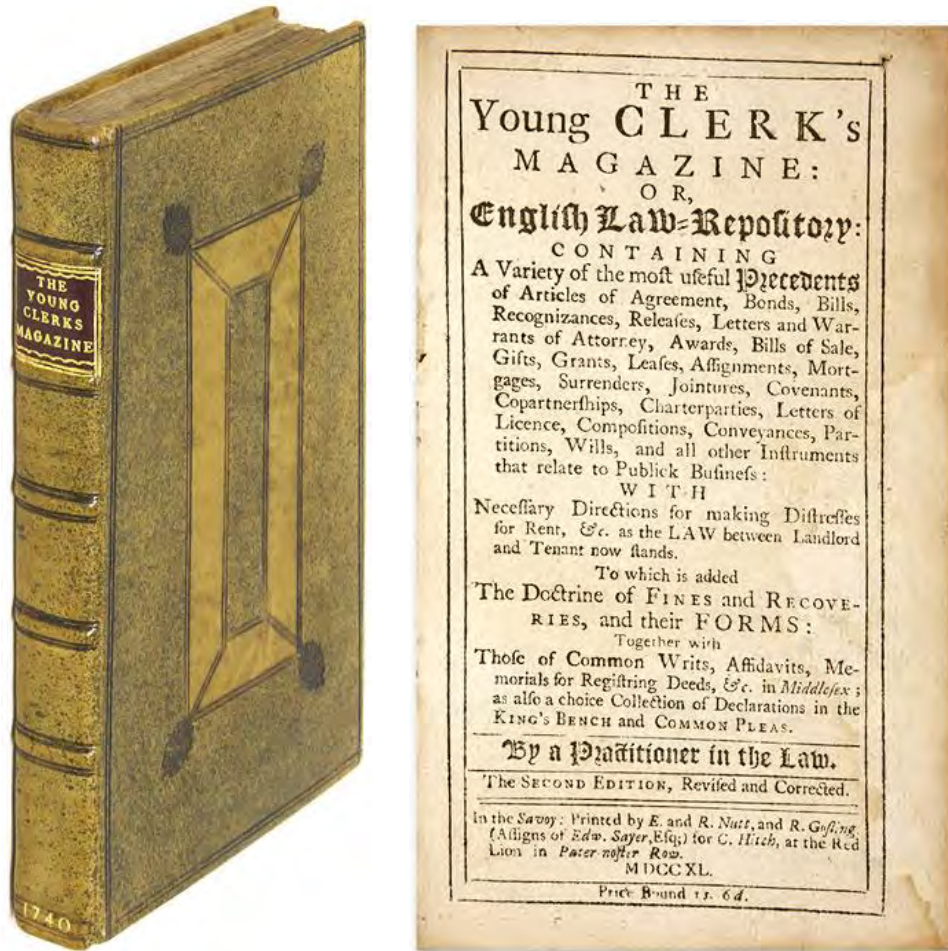 THE
YOUNG
CLERKS
MAGAZINE
1740
THE
Young CLERK's
MAGAZINE:
OR,
Engliſh Law-Repoſitory:
CONTAINING
A Variety of the moſt uſeful Precedents
of Articles of Agreement, Bonds, Bills,
Recognizances, Releaſes, Letters and War-
rants of Attorney, Awards, Bills of Sale,
Gifts, Grants, Leaſes, Aſſignments, Mort-
gages, Surrenders, Jointures, Covenants,
Copartnerſhips, Charterparties, Letters of
Licence, Compoſitions, Conveyances, Par-
titions, Wills, and all other Inſtruments
that relate to Publick Buſineſs:
WITH
Neceſſary Directions for making Diſtreſſes
for Rent, &c. as the LAW between Landlord
and Tenant now ſtands.
To which is added
The Doctrine of FINES and RECOVE-
RIES, and their FORMS:
Together with
Thoſe of Common Writs, Affidavits, Me-
morials for Regiſtring Deeds, &c. in Middleſex;
as alſo a choice Collection of Declarations in the
KING'S BENCH and COMMON PLEAS.
By a Practitioner in the Law.
The SECOND EDITION, Reviſed and Corrected.
In the Savoy: Printed by E. and R. Nutt, and R. Goſling,
(Aſſigns of Edw. Sayer, Eſq;) for C. Hitch, at the Red
Lion in Pater-noſter Row.
MDCCXL.
Price Bound 1s. 6d.